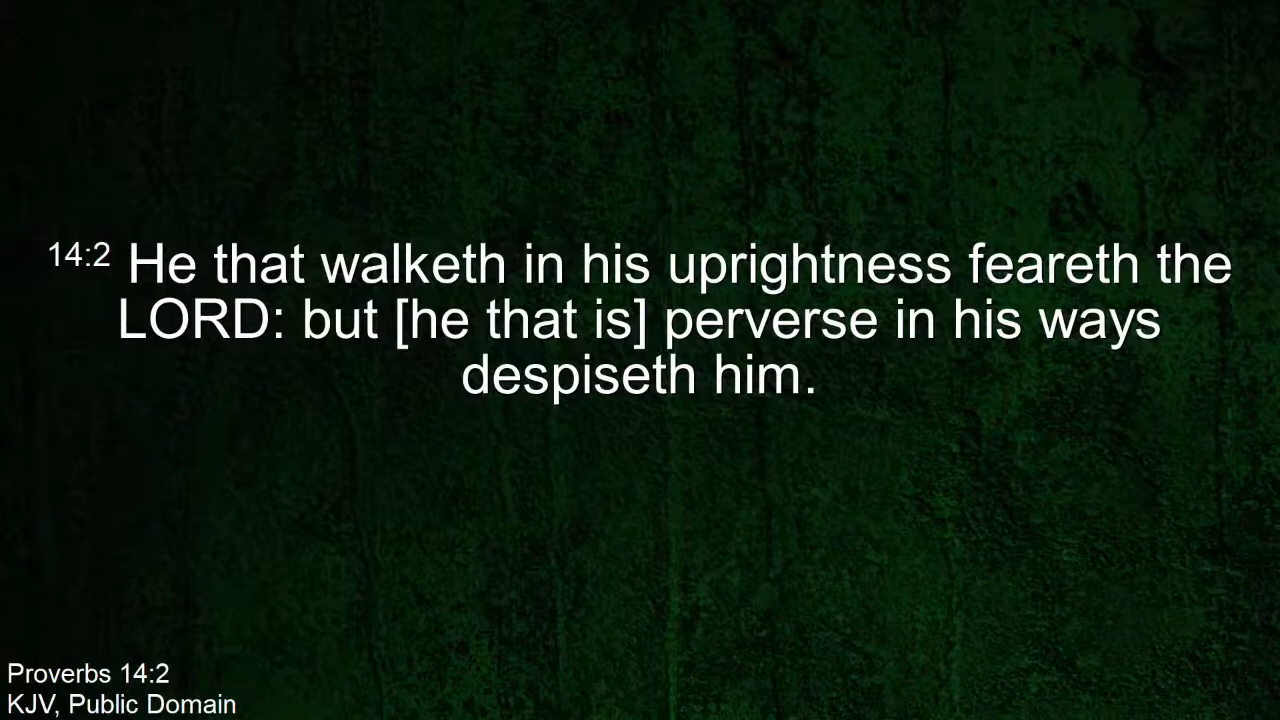 14:2 He that walketh in his uprightness feareth the
LORD: but [he that is] perverse in his ways
despiseth him.
Proverbs 14:2
KJV, Public Domain